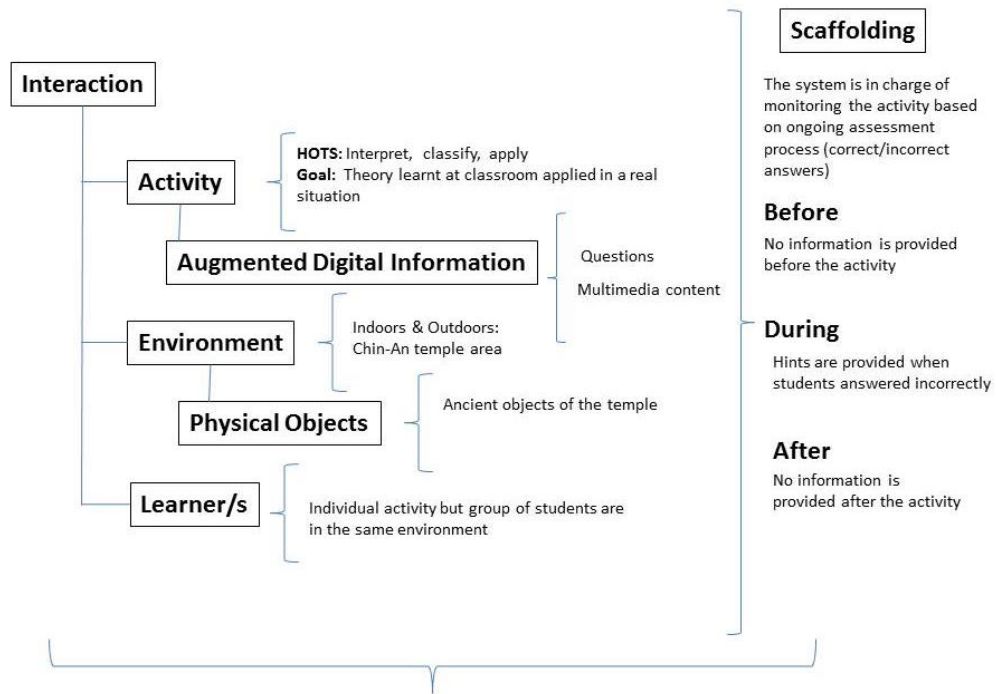 Interaction
Activity
HOTS: Interpret, classify, apply
Goal: Theory learnt at classroom applied in a real
situation
Augmented Digital Information
Questions
Multimedia content
Environment
Indoors & Outdoors:
Chin-An temple area
Physical Objects
Ancient objects of the temple
Learner/s
Individual activity but group of students are
in the same environment
Scaffolding
The system is in charge of
monitoring the activity based
on ongoing assessment
process (correct/incorrect
answers)
Before
No information is provided
before the activity
During
Hints are provided when
students answered incorrectly
After
No information is
provided after the activity